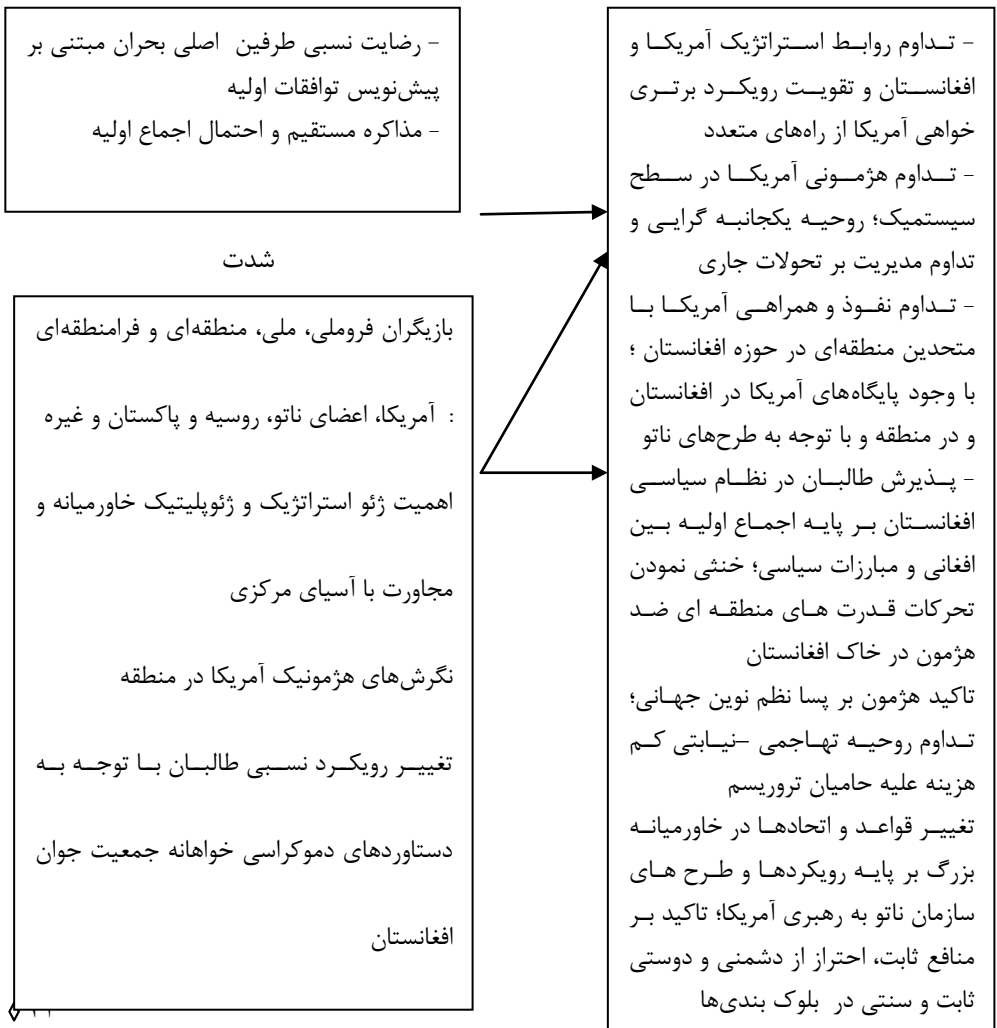 - تداوم روابط استراتژیک آمریکا و
افغانستان و تقویت رویکرد برتری
خواهی آمریکا از راه‌های متعدد
- تداوم هژمونی آمریکا در سطح
سیستمیک؛ روحیه یکجانبه گرایی و
تداوم مدیریت بر تحولات جاری
- تداوم نفوذ و همراهی آمریکا با
متحدین منطقه‌ای در حوزه افغانستان ؛
با وجود پایگاه‌های آمریکا در افغانستان
و در منطقه و با توجه به طرح‌های ناتو
- پذیرش طالبان در نظام سیاسی
افغانستان بر پایه اجماع اولیه بین
افغانی و مبارزات سیاسی؛ خنثی نمودن
تحرکات قدرت های منطقه ای ضد
هژمون در خاک افغانستان
تاکید هژمون بر پسا نظم نوین جهانی؛
تداوم روحیه تهاجمی –نیابتی کم
هزینه علیه حامیان تروریسم
تغییر قواعد و اتحادها در خاورمیانه
بزرگ بر پایه رویکردها و طرح های
سازمان ناتو به رهبری آمریکا؛ تاکید بر
منافع ثابت، احتراز از دشمنی و دوستی
ثابت و سنتی در بلوک بندی‌ها
- رضایت نسبی طرفین اصلی بحران مبتنی بر
پیش‌نویس توافقات اولیه
- مذاکره مستقیم و احتمال اجماع اولیه
شدت
بازیگران فروملی، ملی، منطقه‌ای و فرامنطقه‌ای
: آمریکا، اعضای ناتو، روسیه و پاکستان و غیره
اهمیت ژئو استراتژیک و ژئوپلیتیک خاورمیانه و
مجاورت با آسیای مرکزی
نگرش‌های هژمونیک آمریکا در منطقه
تغییر رویکرد نسبی طالبان با توجه به
دستاوردهای دموکراسی خواهانه جمعیت جوان
افغانستان